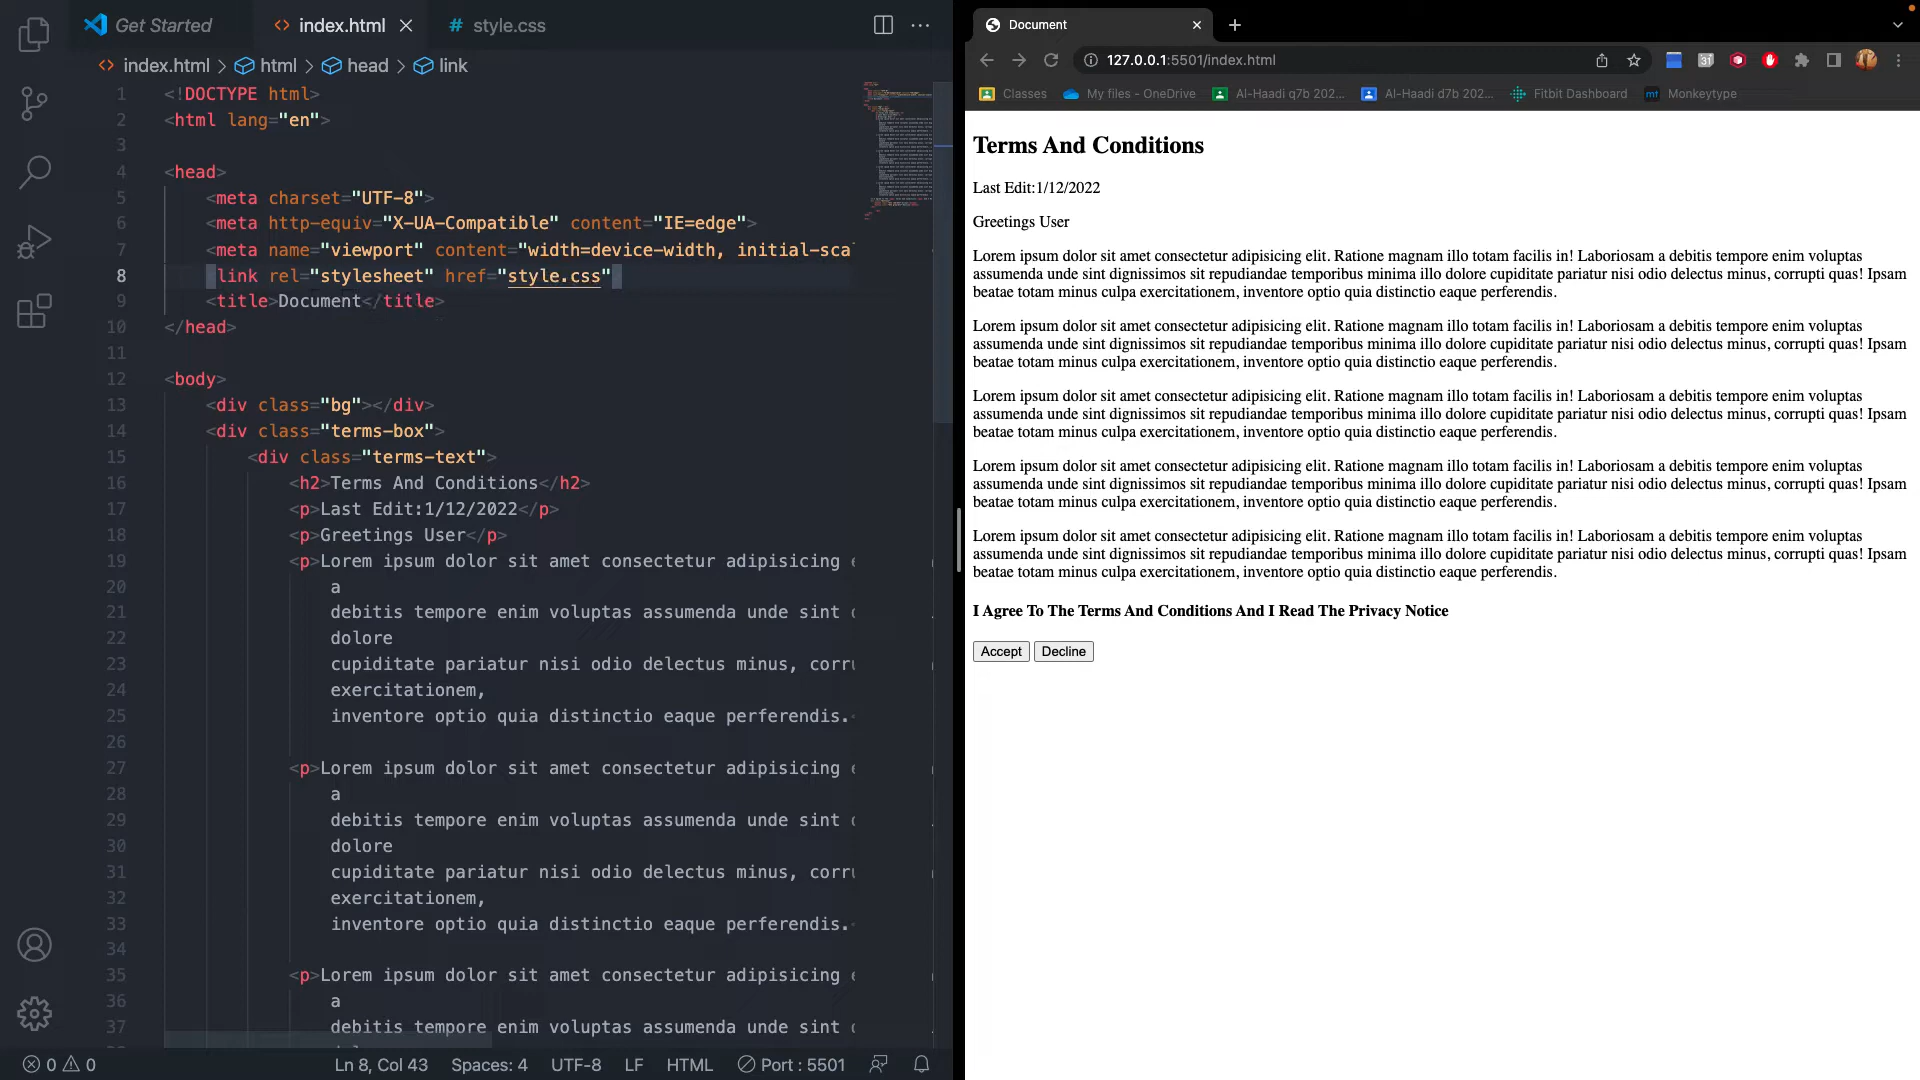 Get Started
index.html
# style.css
index.html > html > head > link
1 <!DOCTYPE html>
2 <html lang="en">
3
4 <head>
5 <meta charset="UTF-8">
6 <meta http-equiv="X-UA-Compatible" content="IE=edge">
7 <meta name="viewport" content="width=device-width, initial-sca
8 <link rel="stylesheet" href="style.css">
9 <title>Document</title>
10 </head>
11
12 <body>
13 <div class="bg"></div>
14 <div class="terms-box">
15 <div class="terms-text">
16 <h2>Terms And Conditions</h2>
17 <p>Last Edit:1/12/2022</p>
18 <p>Greetings User</p>
19 <p>Lorem ipsum dolor sit amet consectetur adipisicing
20 a
21 debitis tempore enim voluptas assumenda unde sint
22 dolore
23 cupiditate pariatur nisi odio delectus minus,
24 exercitationem,
25 inventore optio quia distinctio eaque perferendis.
26
27 <p>Lorem ipsum dolor sit amet consectetur adipisicing
28 a
29 debitis tempore enim voluptas assumenda unde sint
30 dolore
31 cupiditate pariatur nisi odio delectus minus,
32 exercitationem,
33 inventore optio quia distinctio eaque perferendis.
34
35 <p>Lorem ipsum dolor sit amet consectetur adipisicing
36 a
37 debitis tempore enim voluptas assumenda unde sint
0 0
Ln 8, Col 43 Spaces: 4 UTF-8 LF HTML Port : 5501
Document
127.0.0.1:5501/index.html
31
Classes My files - OneDrive Al-Haadi q7b 202... Al-Haadi d7b 202... Fitbit Dashboard mt Monkeytype
Terms And Conditions
Last Edit:1/12/2022
Greetings User
Lorem ipsum dolor sit amet consectetur adipisicing elit. Ratione magnam illo totam facilis in! Laboriosam a debitis tempore enim voluptas
assumenda unde sint dignissimos sit repudiandae temporibus minima illo dolore cupiditate pariatur nisi odio delectus minus, corrupti quas! Ipsam
beatae totam minus culpa exercitationem, inventore optio quia distinctio eaque perferendis.
Lorem ipsum dolor sit amet consectetur adipisicing elit. Ratione magnam illo totam facilis in! Laboriosam a debitis tempore enim voluptas
assumenda unde sint dignissimos sit repudiandae temporibus minima illo dolore cupiditate pariatur nisi odio delectus minus, corrupti quas! Ipsam
beatae totam minus culpa exercitationem, inventore optio quia distinctio eaque perferendis.
Lorem ipsum dolor sit amet consectetur adipisicing elit. Ratione magnam illo totam facilis in! Laboriosam a debitis tempore enim voluptas
assumenda unde sint dignissimos sit repudiandae temporibus minima illo dolore cupiditate pariatur nisi odio delectus minus, corrupti quas! Ipsam
beatae totam minus culpa exercitationem, inventore optio quia distinctio eaque perferendis.
Lorem ipsum dolor sit amet consectetur adipisicing elit. Ratione magnam illo totam facilis in! Laboriosam a debitis tempore enim voluptas
assumenda unde sint dignissimos sit repudiandae temporibus minima illo dolore cupiditate pariatur nisi odio delectus minus, corrupti quas! Ipsam
beatae totam minus culpa exercitationem, inventore optio quia distinctio eaque perferendis.
Lorem ipsum dolor sit amet consectetur adipisicing elit. Ratione magnam illo totam facilis in! Laboriosam a debitis tempore enim voluptas
assumenda unde sint dignissimos sit repudiandae temporibus minima illo dolore cupiditate pariatur nisi odio delectus minus, corrupti quas! Ipsam
beatae totam minus culpa exercitationem, inventore optio quia distinctio eaque perferendis.
I Agree To The Terms And Conditions And I Read The Privacy Notice
Accept Decline